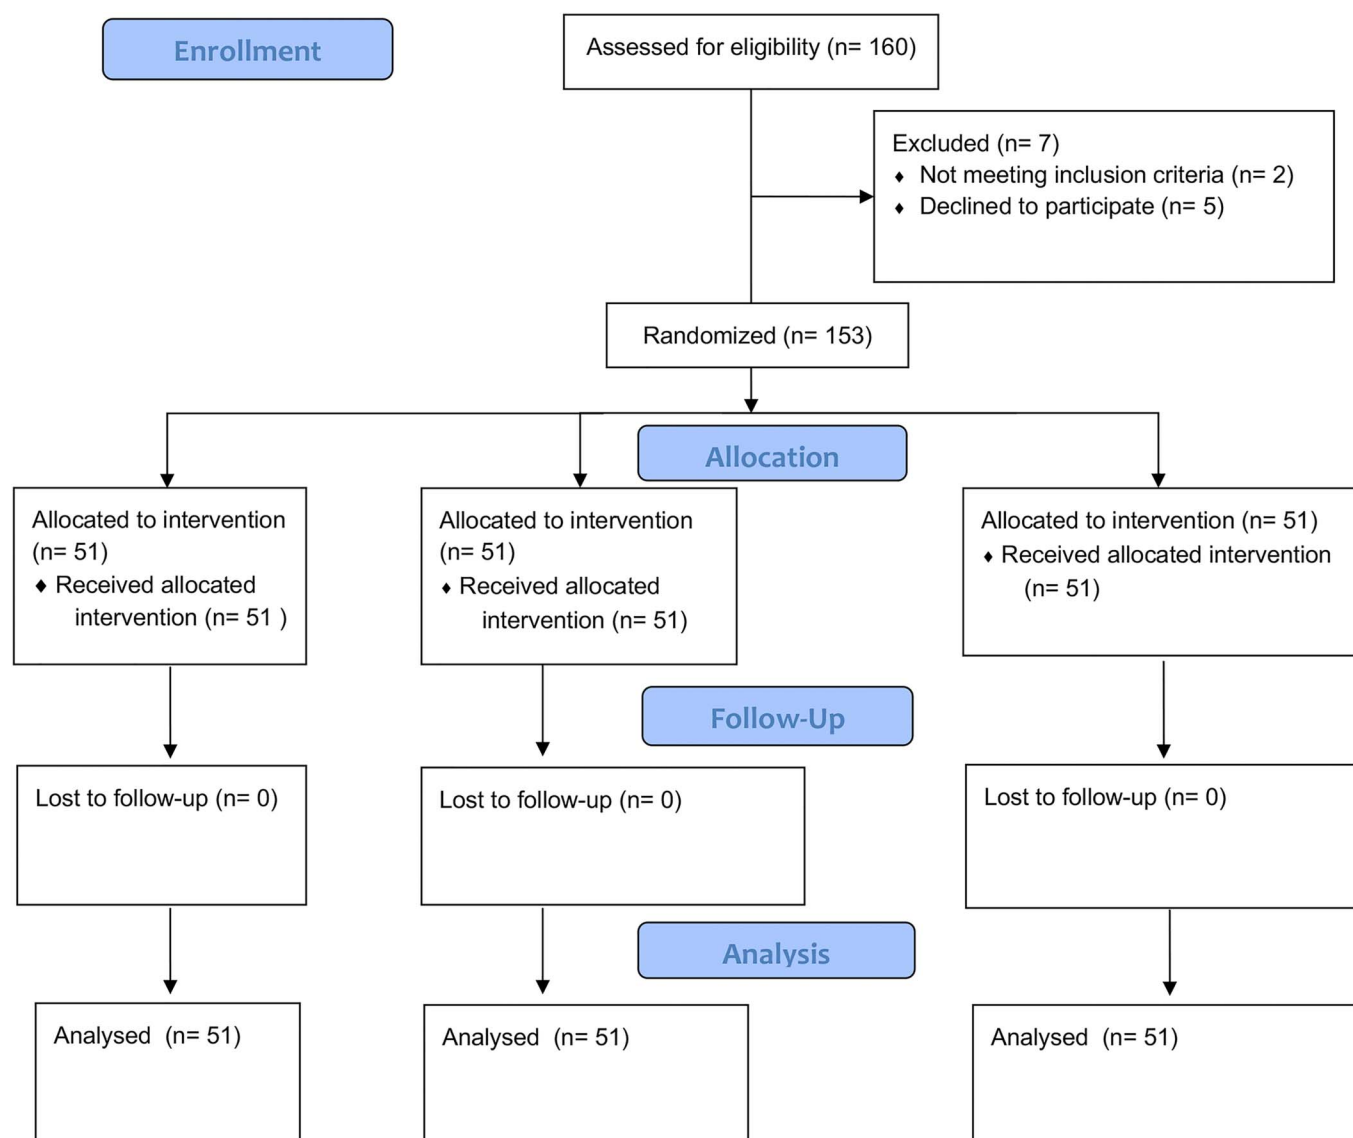 Enrollment
Assessed for eligibility (n= 160)
Excluded (n= 7)
♦ Not meeting inclusion criteria (n= 2)
♦ Declined to participate (n= 5)
Randomized (n= 153)
Allocation
Allocated to intervention
(n= 51)
♦ Received allocated
intervention (n= 51 )
Allocated to intervention
(n= 51)
♦ Received allocated
intervention (n= 51)
Allocated to intervention (n= 51)
♦ Received allocated intervention
(n= 51)
Follow-Up
Lost to follow-up (n= 0)
Lost to follow-up (n= 0)
Lost to follow-up (n= 0)
Analysis
Analysed  (n= 51)
Analysed  (n= 51)
Analysed  (n= 51)